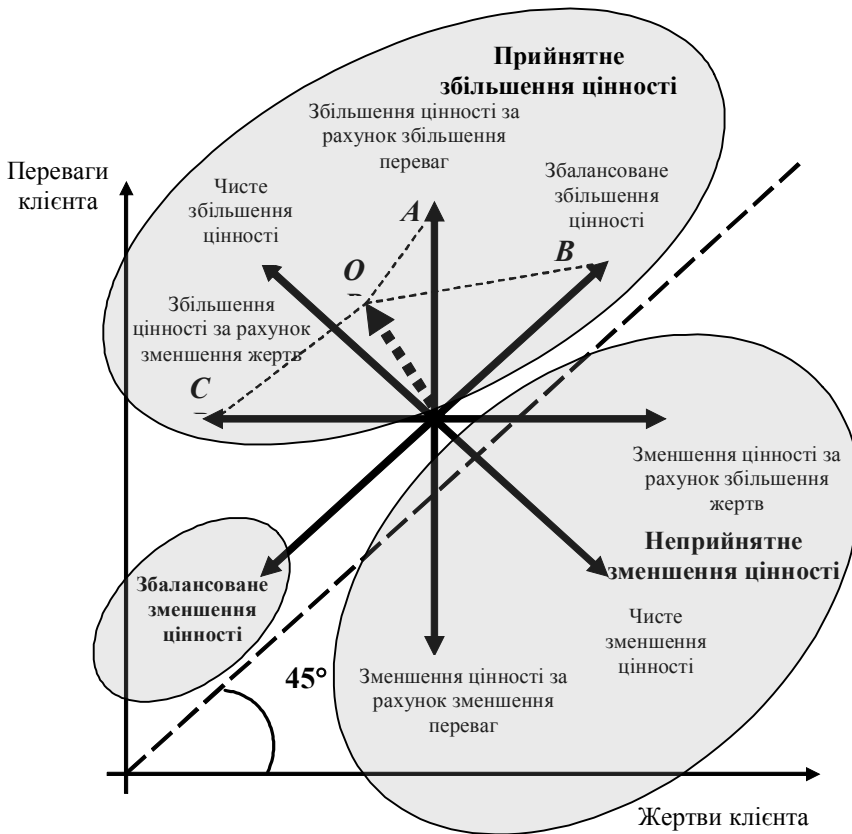 Прийнятне
збільшення цінності
Збільшення цінності за
рахунок збільшення
переваг
Переваги
клієнта
Чисте
збільшення
цінності
Збалансоване
збільшення
цінності
A
B
O
Збільшення
цінності за рахунок
зменшення жертв
C
Зменшення цінності за
рахунок збільшення
жертв
Неприйнятне
зменшення цінності
Збалансоване
зменшення
цінності
Чисте
зменшення
цінності
45°
Зменшення цінності за
рахунок зменшення
переваг
Жертви клієнта